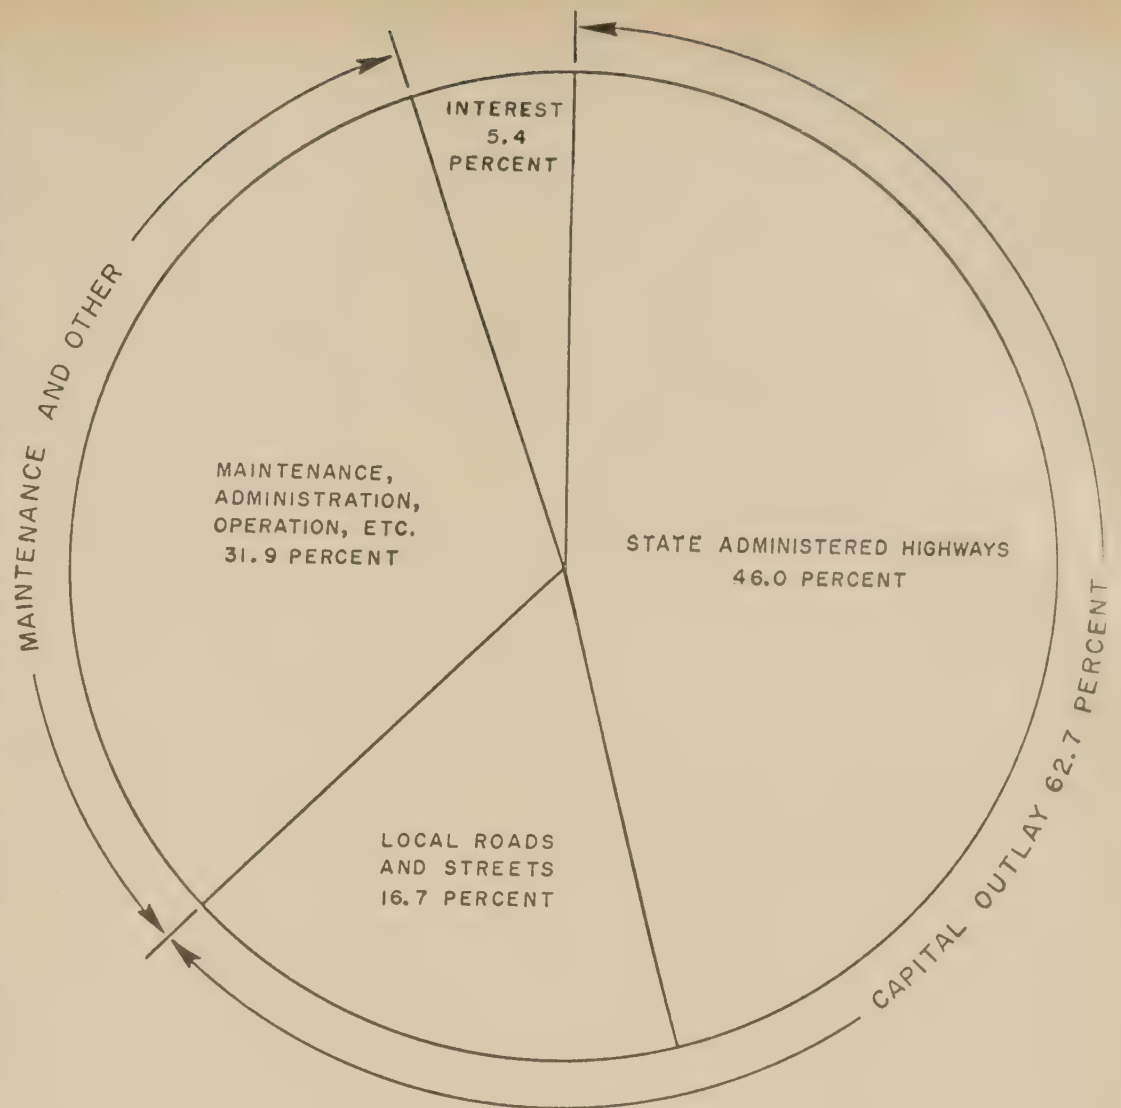 INTEREST
5.4
PERCENT
MAINTENANCE AND OTHER
MAINTENANCE,
ADMINISTRATION,
OPERATION, ETC.
31.9 PERCENT
STATE ADMINISTERED HIGHWAYS
46.0 PERCENT
LOCAL ROADS
AND STREETS
16.7 PERCENT
CAPITAL OUTLAY 62.7 PERCENT